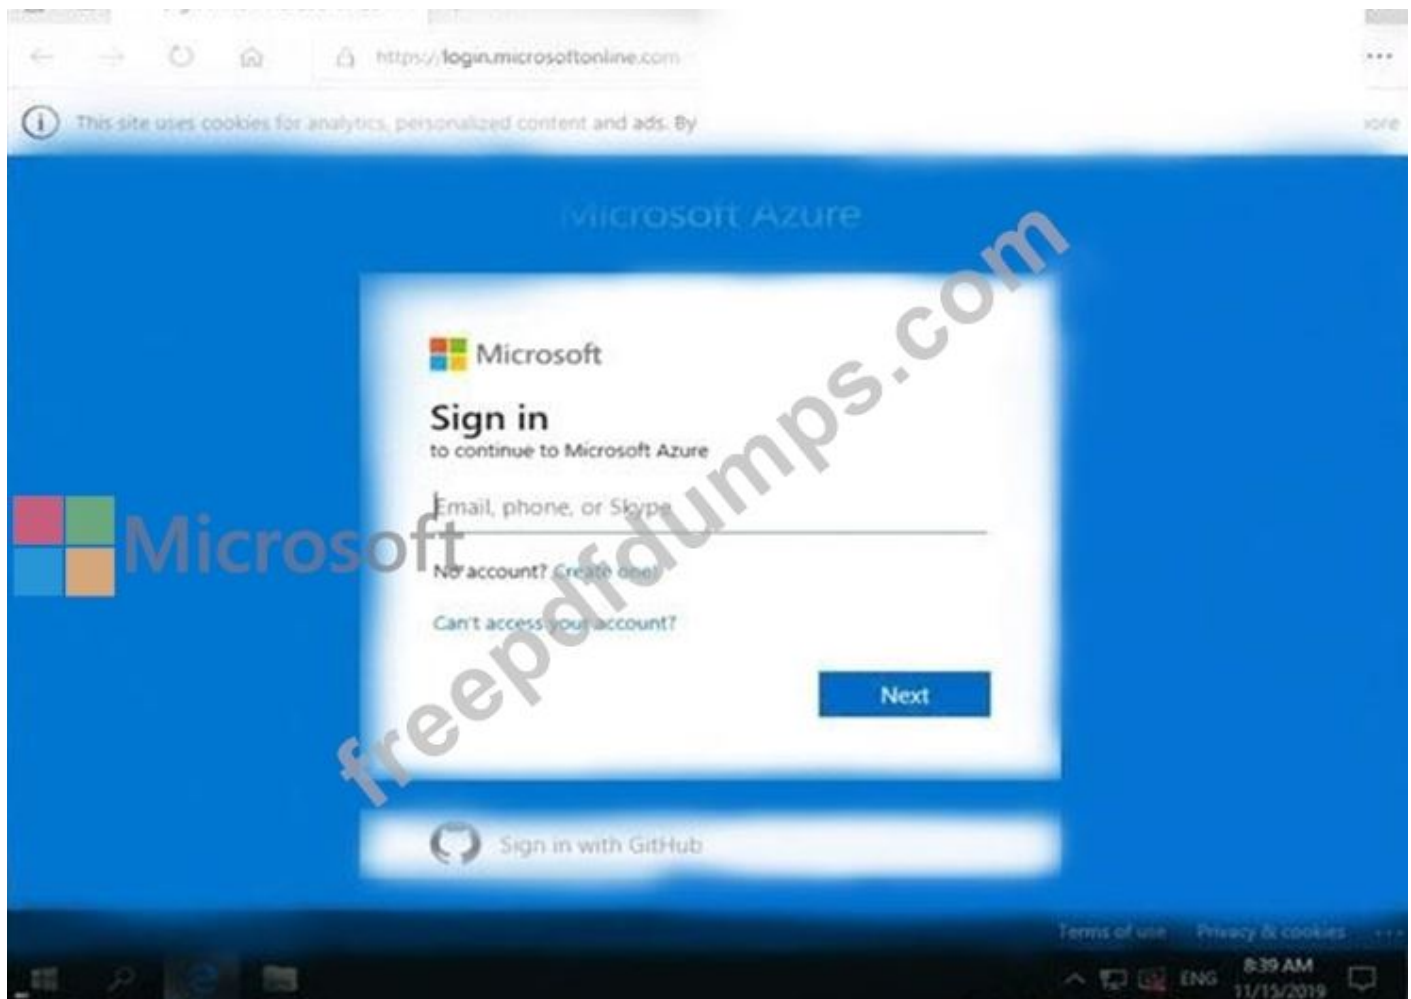 https://login.microsoftonline.com
This site uses cookies for analytics, personalized content and ads. By
ore
Microsoft Azure
Microsoft
Sign in
to continue to Microsoft Azure
Email, phone, or Skype
No account? Create one!
Can't access your account?
Next
Microsoft
freepdfdumps.com
Sign in with GitHub
Terms of use Privacy & cookies ...
ENG 8:39 AM
11/15/2019